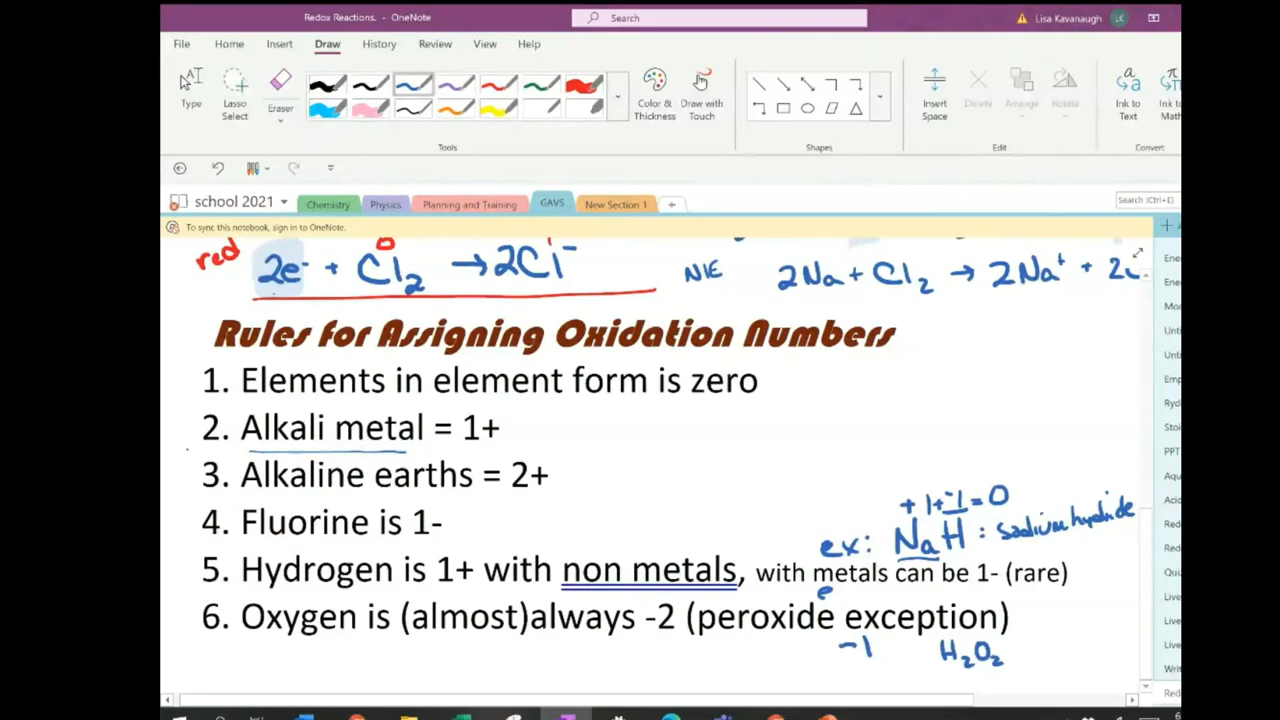 Redox Reactions. - OneNote
Search
Lisa Kavanaugh
LK
File Home Insert Draw History Review View Help
Type
Lasso Select
Eraser
Color & Thickness
Draw with Touch
Insert Space
Delete
Arrange
Rotate
Ink to Text
Ink to Math
Tools
Shapes
Edit
Convert
school 2021
Chemistry
Physics
Planning and Training
GAVS
New Section 1
Search (Ctrl+E)
To sync this notebook, sign in to OneNote.
red 2e⁻ + Cl₂ → 2Cl⁻
NIE 2Na + Cl₂ → 2Na⁺ + 2
Rules for Assigning Oxidation Numbers
1. Elements in element form is zero
2. Alkali metal = 1+
3. Alkaline earths = 2+
4. Fluorine is 1-
+1+-1=0
ex: NaH : sodium hydride
5. Hydrogen is 1+ with non metals, with metals can be 1- (rare)
e
6. Oxygen is (almost)always -2 (peroxide exception)
-1 H₂O₂